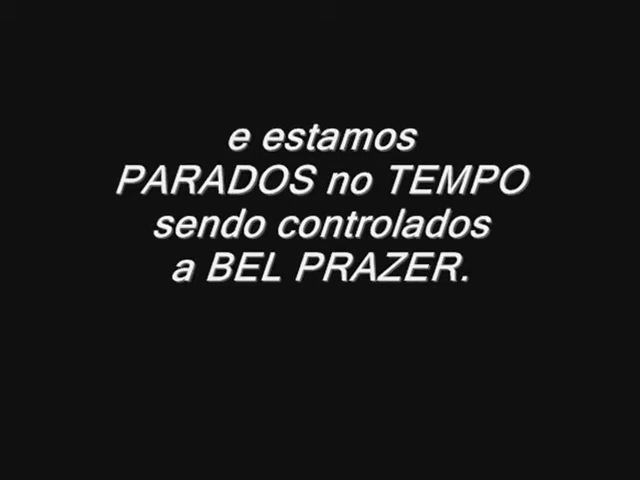 e estamos
PARADOS no TEMPO
sendo controlados
a BEL PRAZER.